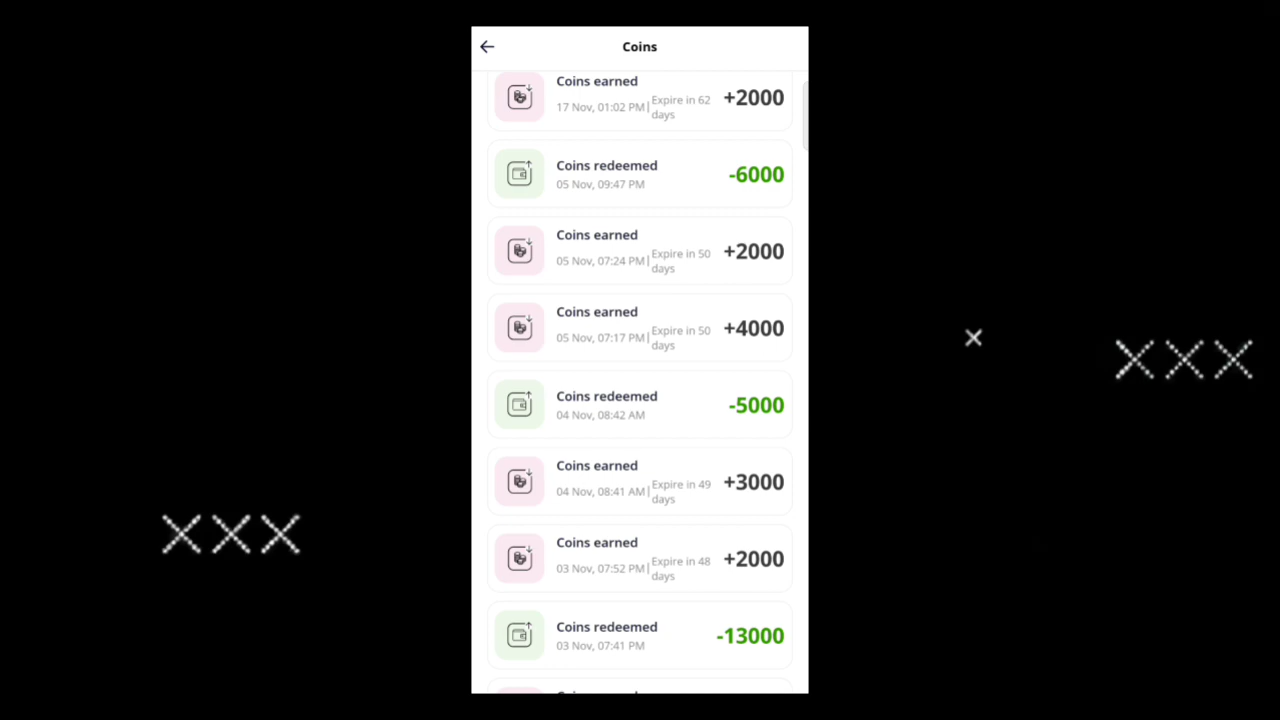 Coins
Coins earned
17 Nov, 01:02 PM|Expire in 62
days
+2000
Coins redeemed
05 Nov, 09:47 PM
-6000
Coins earned
05 Nov, 07:24 PM|Expire in 50
days
+2000
Coins earned
05 Nov, 07:17 PM|Expire in 50
days
+4000
Coins redeemed
04 Nov, 08:42 AM
-5000
Coins earned
04 Nov, 08:41 AM|Expire in 49
days
+3000
Coins earned
03 Nov, 07:52 PM|Expire in 48
days
+2000
Coins redeemed
03 Nov, 07:41 PM
-13000